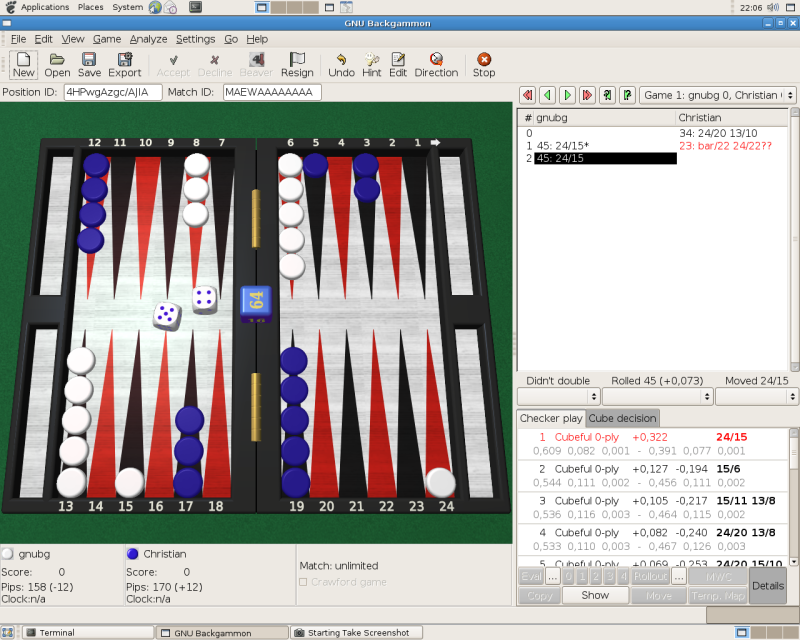 Applications Places System 22:06
GNU Backgammon
File Edit View Game Analyze Settings Go Help
New Open Save Export Accept Decline Beaver Resign Undo Hint Edit Direction Stop
Position ID: 4HPwgAzgc/AJIA Match ID: MAEWAAAAAAAA Game 1: gnubg 0, Christian
# gnubg Christian
0 34: 24/20 13/10
1 45: 24/15* 23: bar/22 24/22??
2 45: 24/15
12 11 10 9 8 7 6 5 4 3 2 1
64
16
13 14 15 16 17 18 19 20 21 22 23 24
Didn't double Rolled 45 (+0,073) Moved 24/15
Checker play Cube decision
1 Cubeful 0-ply +0,322 24/15
0,609 0,082 0,001 - 0,391 0,077 0,001
2 Cubeful 0-ply +0,127 -0,194 15/6
0,544 0,111 0,002 - 0,456 0,111 0,002
3 Cubeful 0-ply +0,105 -0,217 15/11 13/8
0,536 0,116 0,003 - 0,464 0,115 0,002
4 Cubeful 0-ply +0,082 -0,240 24/20 13/8
0,533 0,110 0,003 - 0,467 0,126 0,003
5 Cubeful 0-ply +0,069 -0,253 24/20 15/10
Eval ... 0 1 2 3 4 Rollout ... MWC Details
Copy Show Move Temp. Map
gnubg
Score: 0
Pips: 158 (-12)
Clock:n/a
Christian
Score: 0
Pips: 170 (+12)
Clock:n/a
Match: unlimited
Crawford game
Terminal GNU Backgammon Starting Take Screenshot